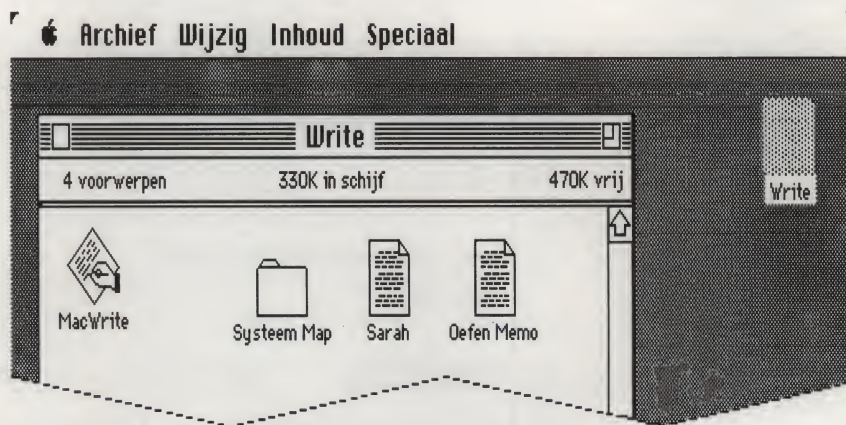 Archief Wijzig Inhoud Speciaal
Write
4 voorwerpen 330K in schijf 470K vrij
Write
MacWrite Systeem Map Sarah Oefen Memo